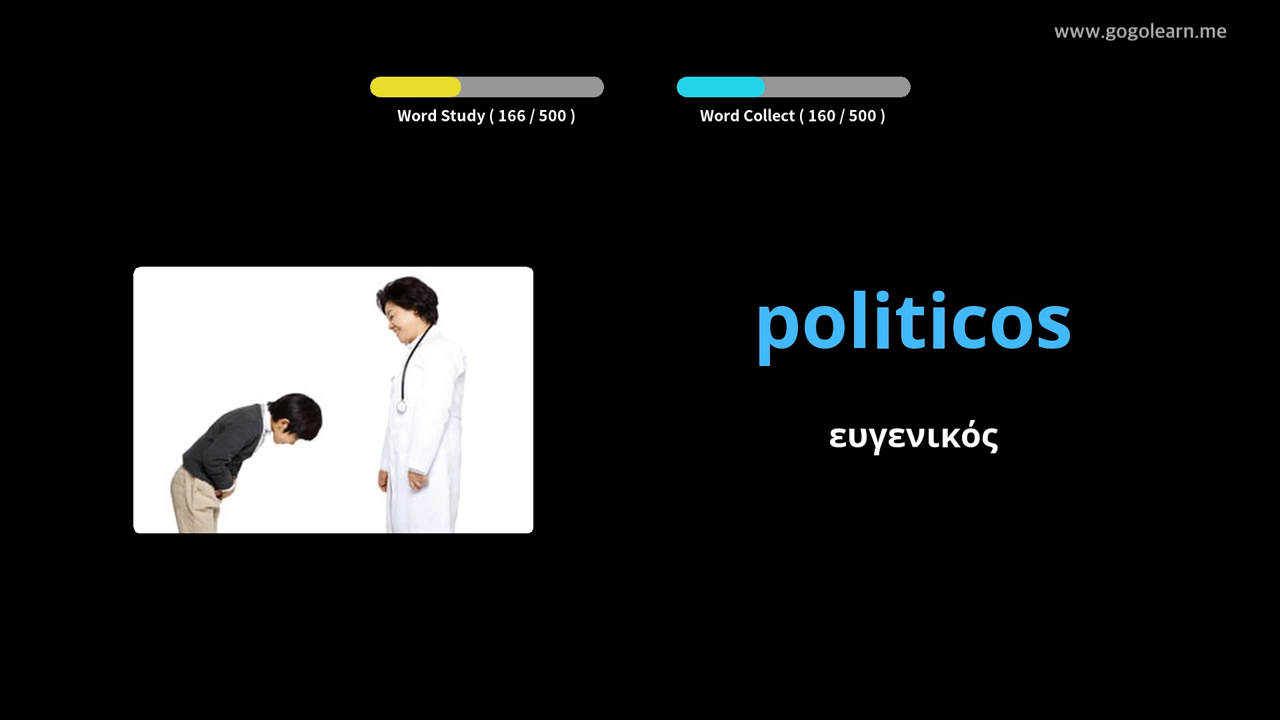 www.gogolearn.me
Word Study ( 166 / 500 )
Word Collect ( 160 / 500 )
politicos
ευγενικός